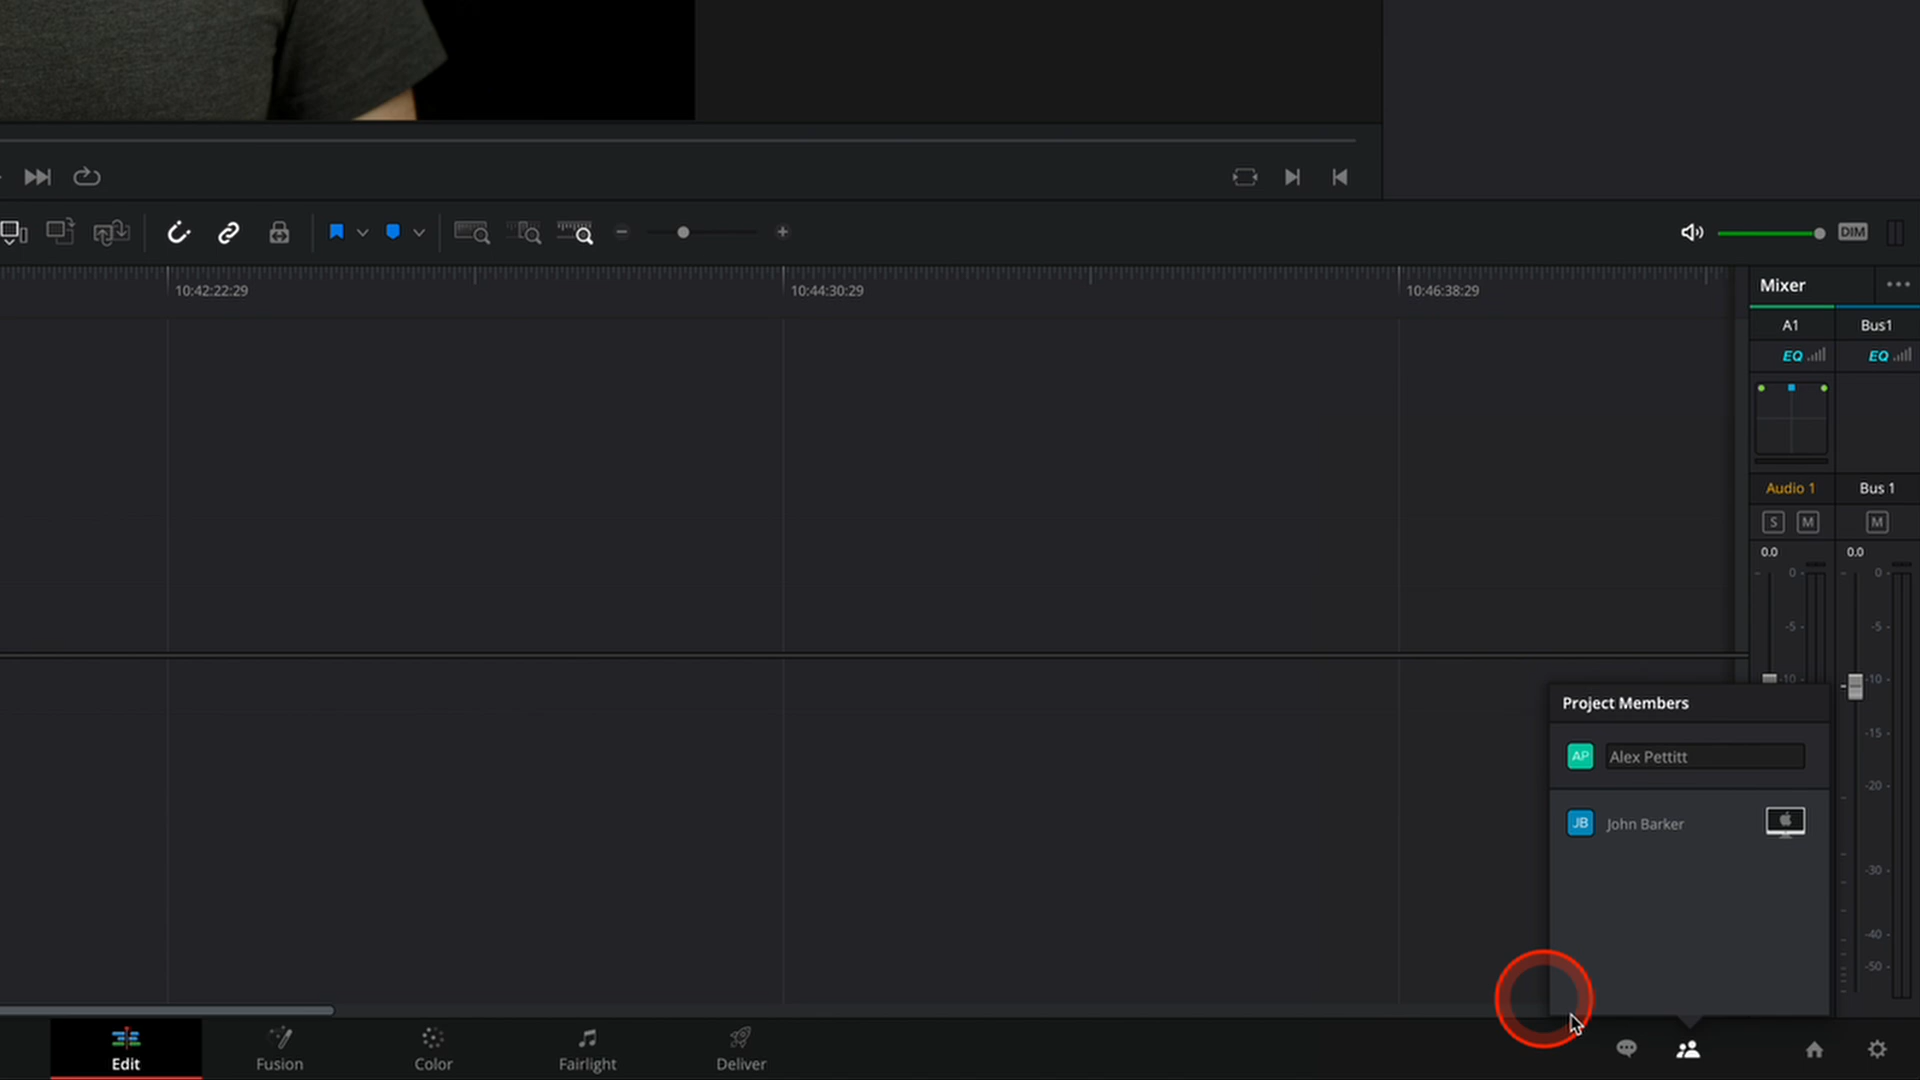 DIM
10:42:22:29
10:44:30:29
10:46:38:29
Mixer
A1
Bus1
EQ
EQ
Audio 1
Bus 1
S
M
M
0.0
0.0
0
0
-5
-5
-10
-10
-15
-20
-30
-40
-50
Project Members
AP
Alex Pettitt
JB
John Barker
Edit
Fusion
Color
Fairlight
Deliver